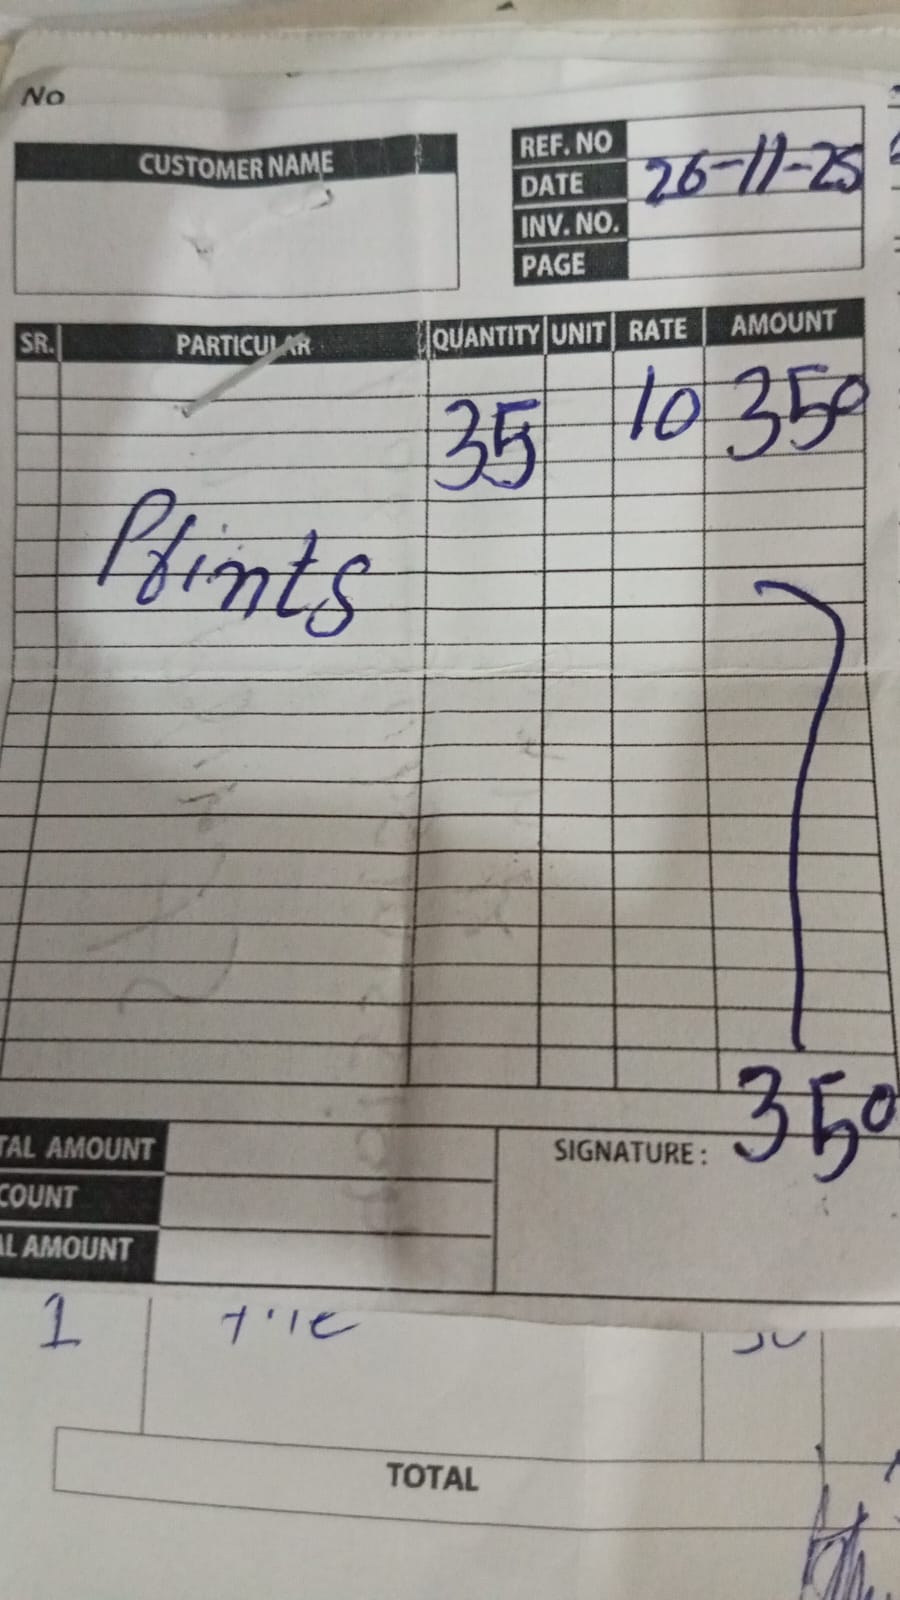 No
CUSTOMER NAME
REF. NO
DATE 26-11-25
INV. NO.
PAGE
SR. PARTICULAR QUANTITY UNIT RATE AMOUNT
35 10 350
Prints
350
TAL AMOUNT
COUNT
AL AMOUNT
SIGNATURE :
1
TOTAL